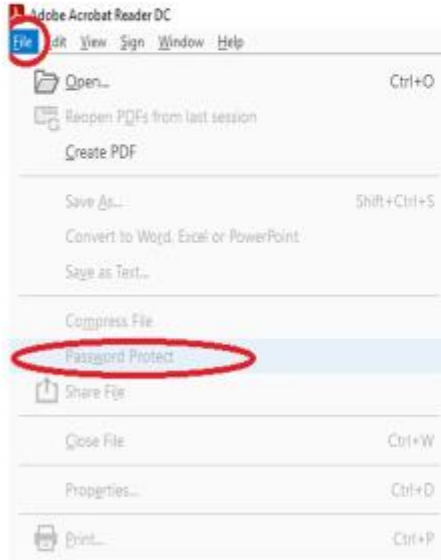 Adobe Acrobat Reader DC
File Edit View Sign Window Help
Open... Ctrl+O
Reopen PDFs from last session
Create PDF
Save As... Shift+Ctrl+S
Convert to Word, Excel or PowerPoint
Save as Text...
Compress File
Password Protect
Share File
Close File Ctrl+W
Properties... Ctrl+D
Print... Ctrl+P